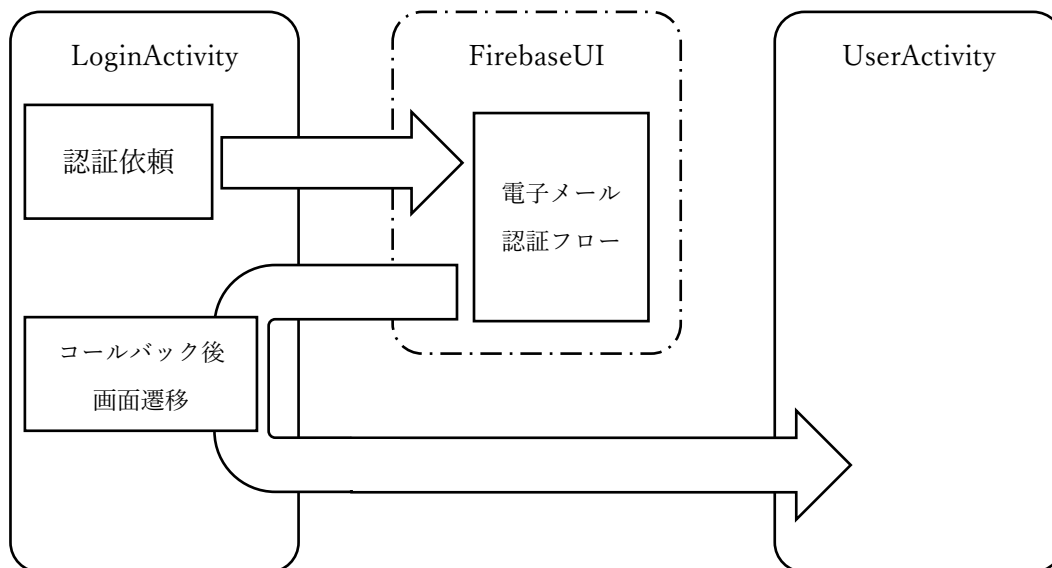 LoginActivity
FirebaseUI
UserActivity
認証依頼
電子メール
認証フロー
コールバック後
画面遷移